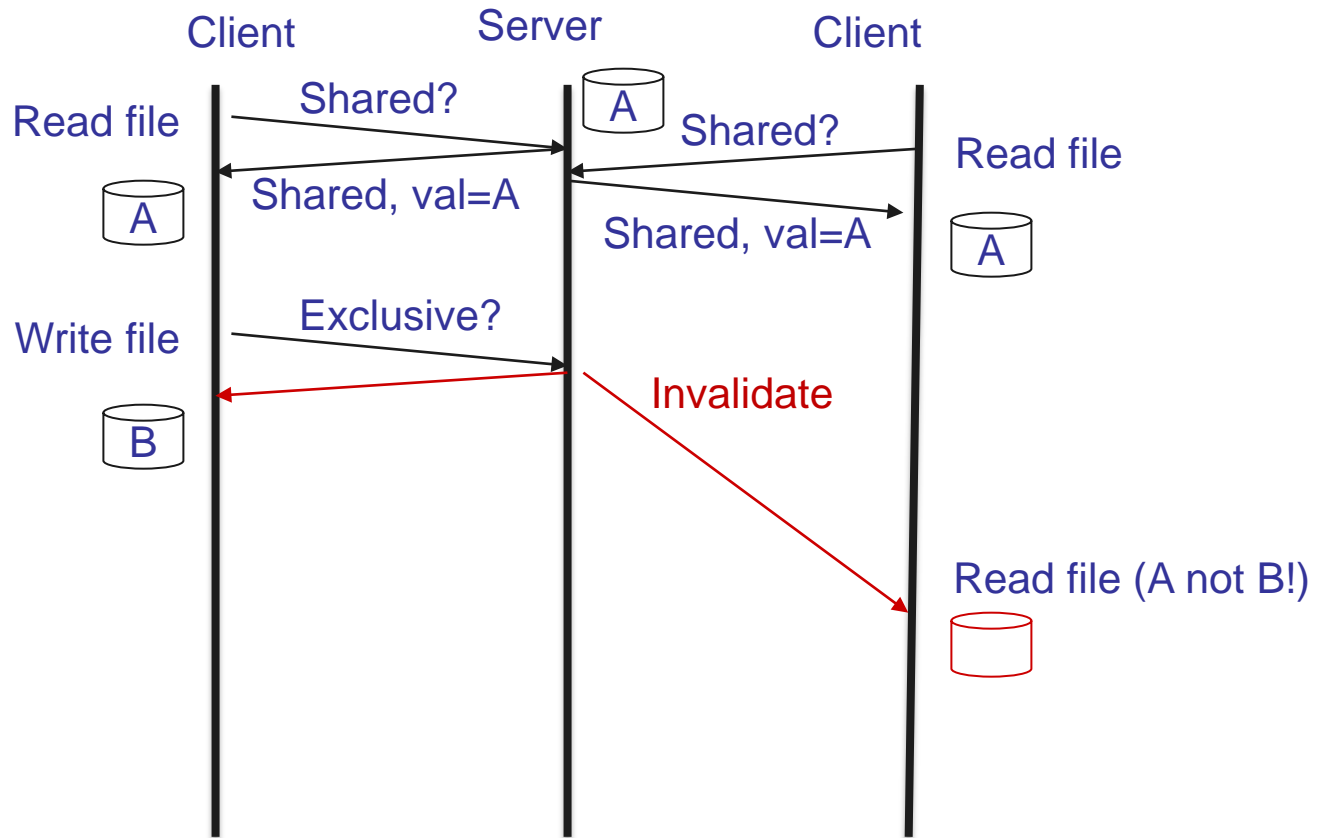 Client
Server
Client
Shared?
A
Read file
Shared?
Read file
Shared, val=A
A
Shared, val=A
A
Exclusive?
Write file
Invalidate
B
Read file (A not B!)